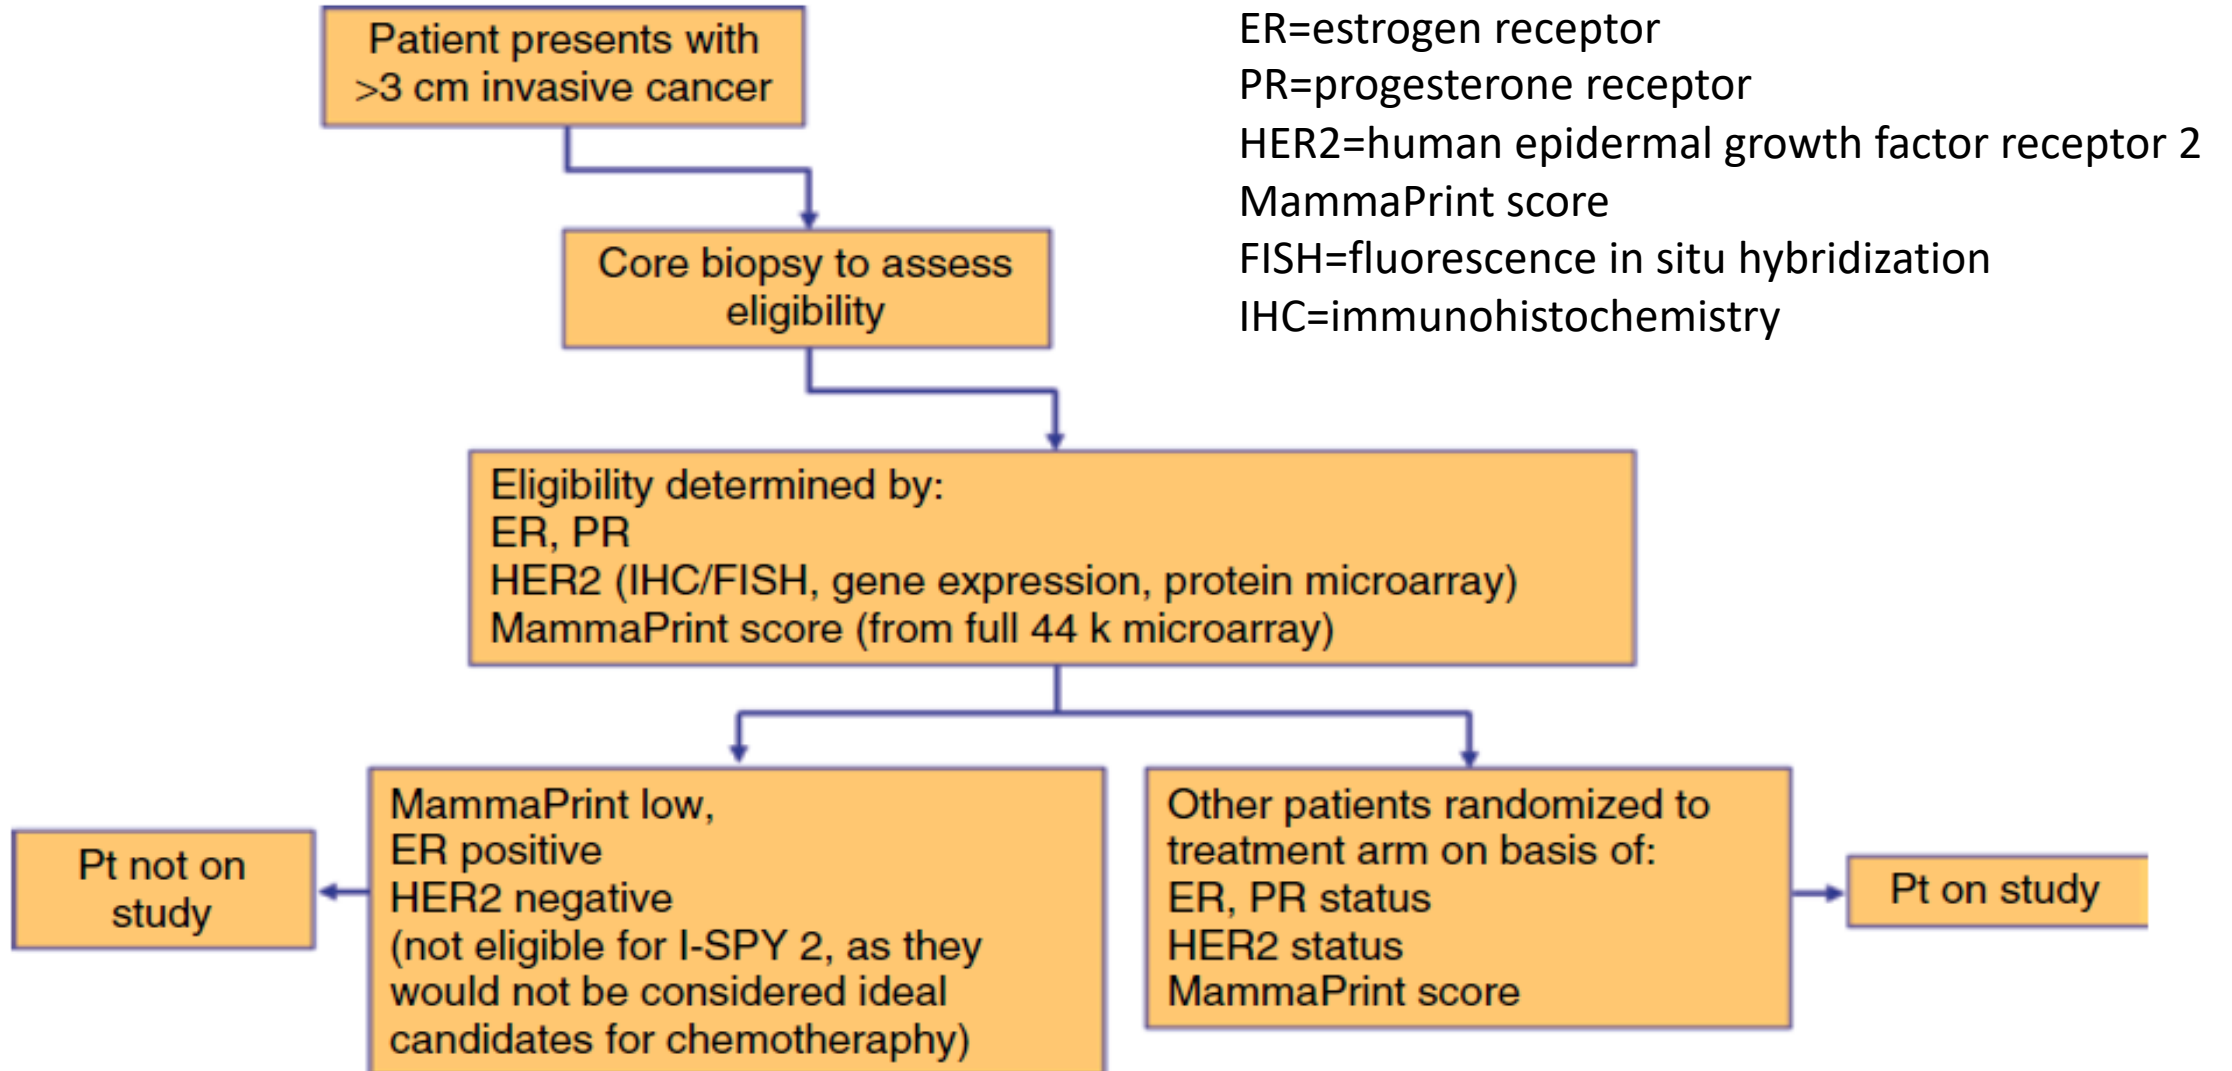 Patient presents with
>3 cm invasive cancer
ER=estrogen receptor
PR=progesterone receptor
HER2=human epidermal growth factor receptor 2
MammaPrint score
FISH=fluorescence in situ hybridization
IHC=immunohistochemistry
Core biopsy to assess
eligibility
Eligibility determined by:
ER, PR
HER2 (IHC/FISH, gene expression, protein microarray)
MammaPrint score (from full 44 k microarray)
Pt not on
study
MammaPrint low,
ER positive
HER2 negative
(not eligible for I-SPY 2, as they
would not be considered ideal
candidates for chemotheraphy)
Other patients randomized to
treatment arm on basis of:
ER, PR status
HER2 status
MammaPrint score
Pt on study